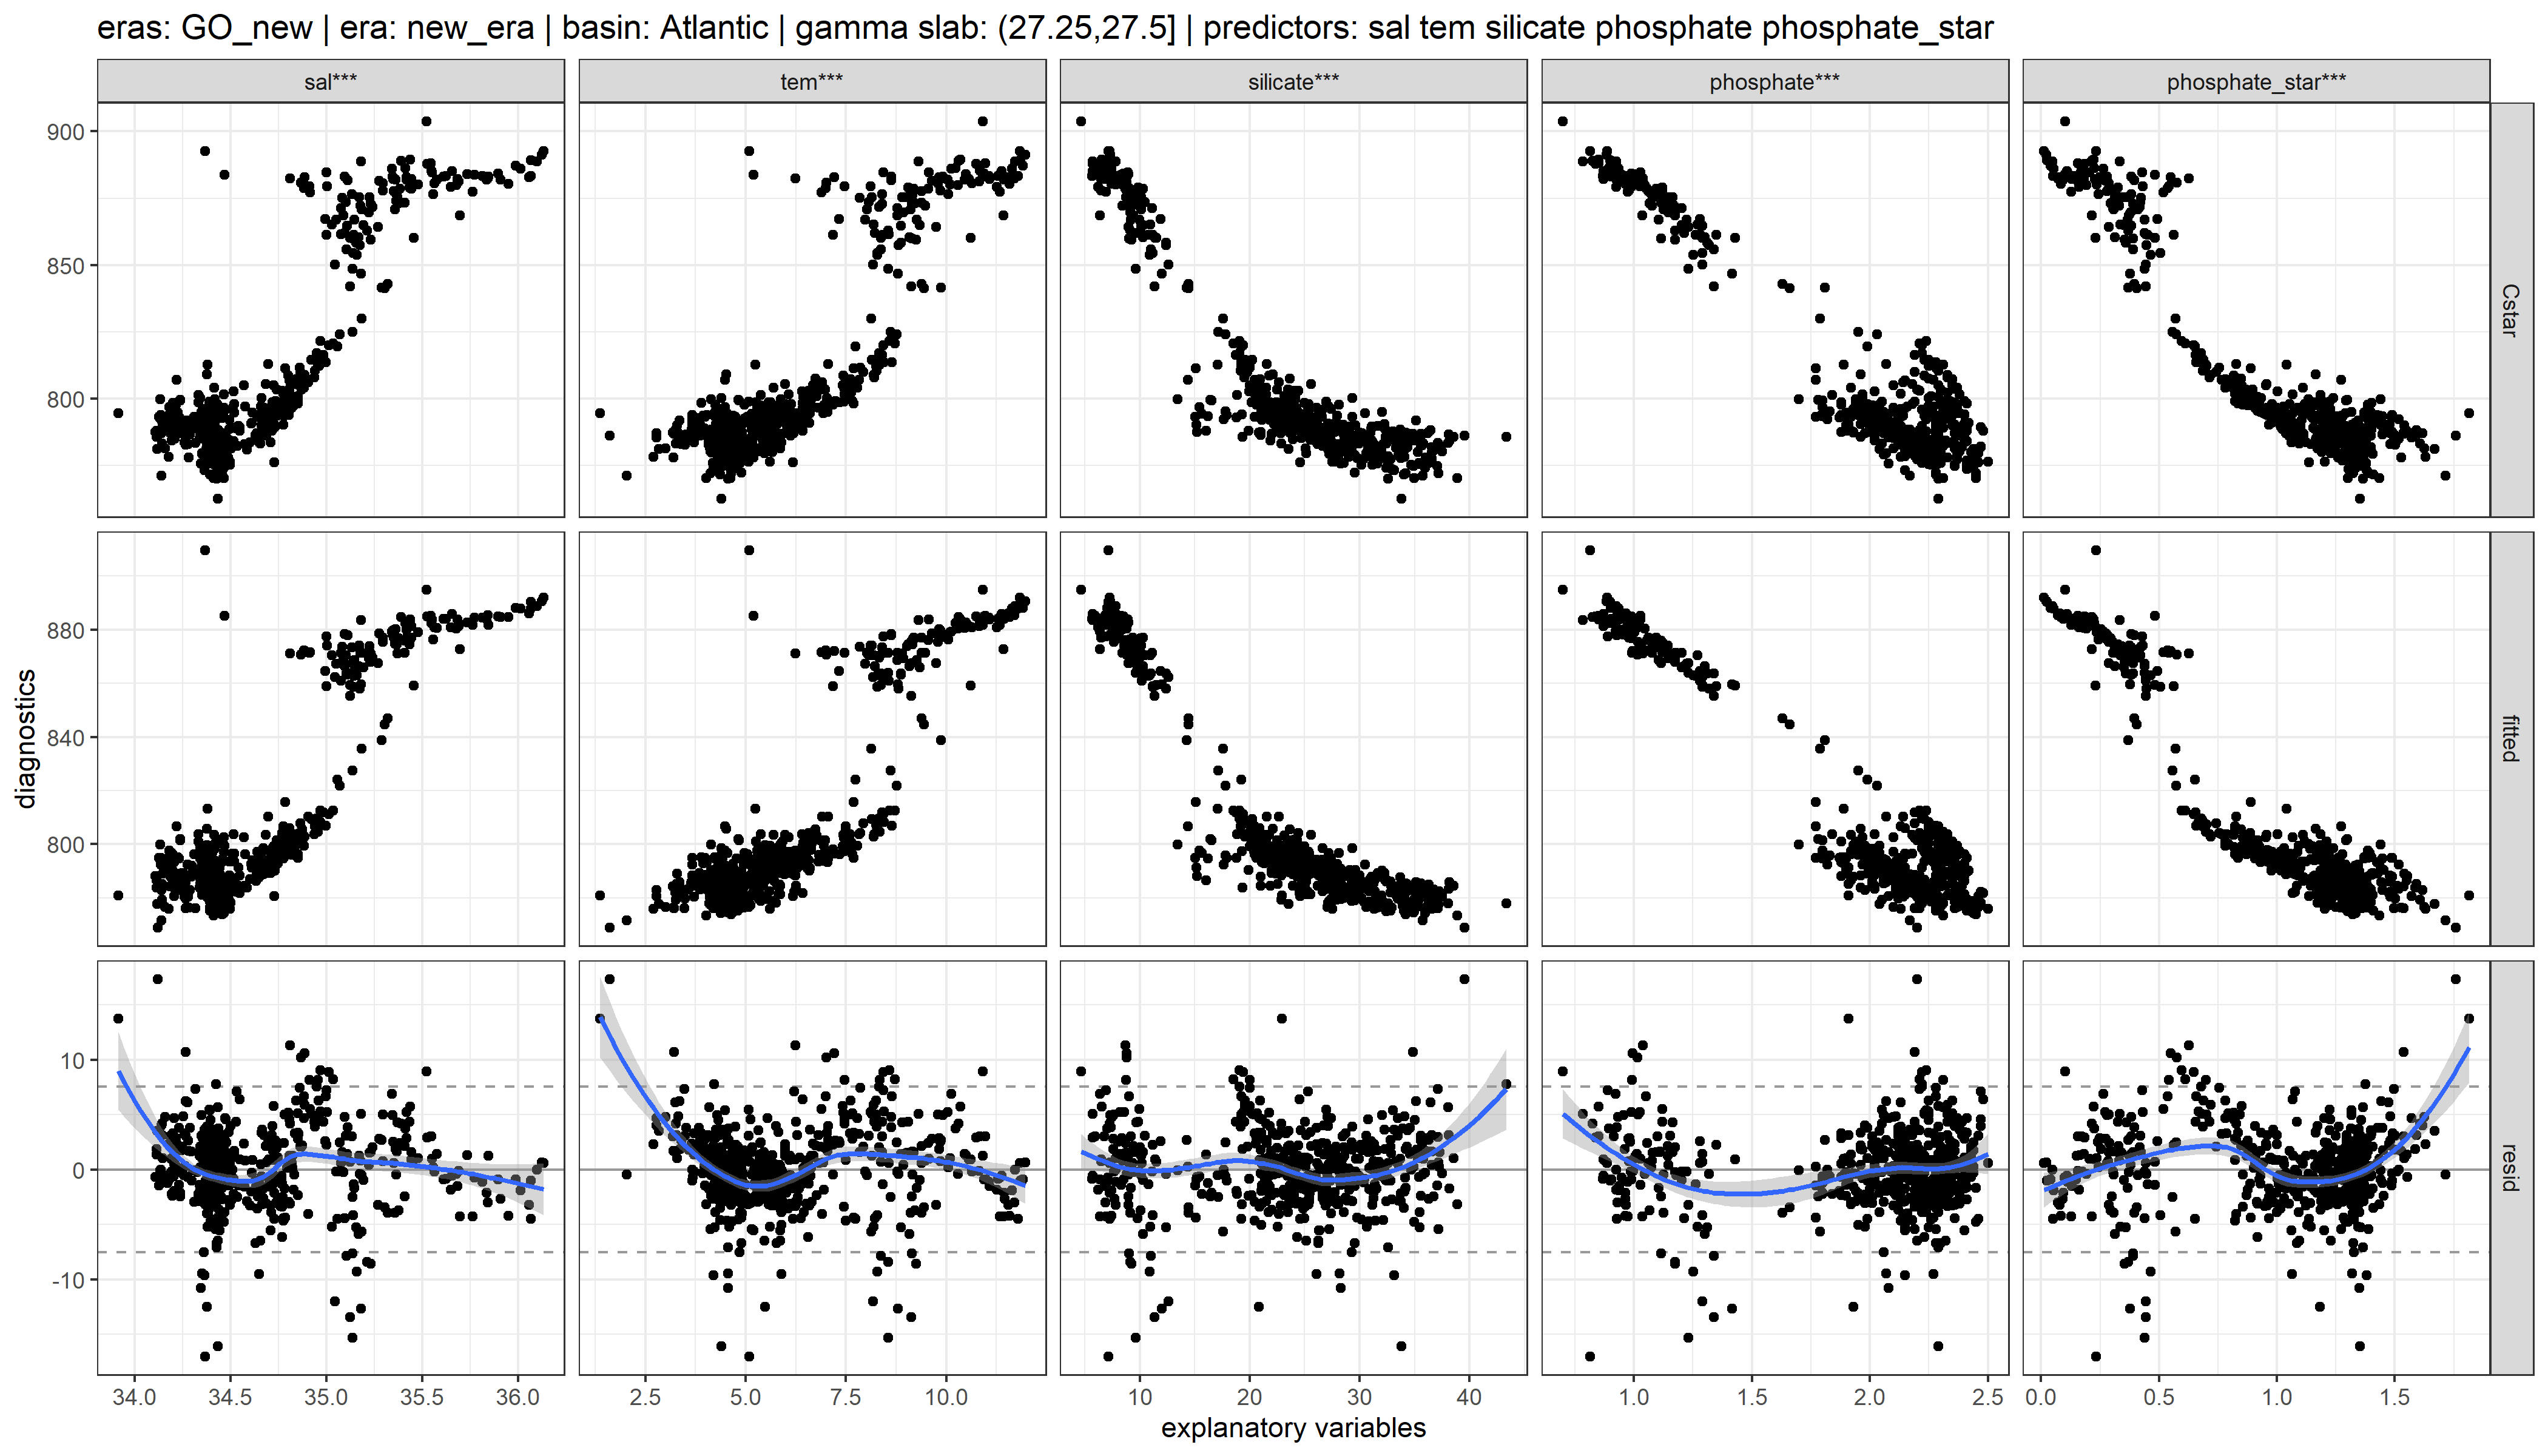 eras: GO_new | era: new_era | basin: Atlantic | gamma slab: (27.25,27.5] | predictors: sal tem silicate phosphate phosphate_star
sal*** tem*** silicate*** phosphate*** phosphate_star***
900
850
800
Cstar
880
840
800
fitted
diagnostics
10
0
-10
resid
34.0 34.5 35.0 35.5 36.0 2.5 5.0 7.5 10.0 10 20 30 40 1.0 1.5 2.0 2.5 0.0 0.5 1.0 1.5
explanatory variables